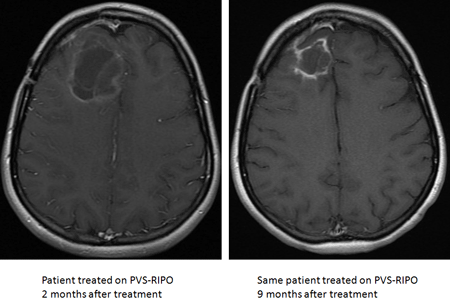 Patient treated on PVS-RIPO
2 months after treatment
Same patient treated on PVS-RIPO
9 months after treatment